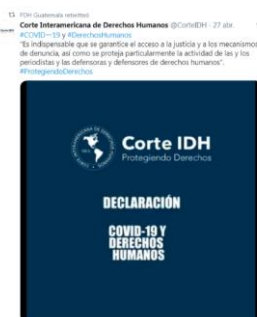 PDH Guatemala retwitted
Corte Interamericana de Derechos Humanos @CorteIDH · 27 abr.
#COVID—19 y #DerechosHumanos
"Es indispensable que se garantice el acceso a la justicia y a los mecanismos
de denuncia, así como se proteja particularmente la actividad de las y los
periodistas y las defensoras y defensores de derechos humanos".
#ProtegiendoDerechos
Corte IDH
Protegiendo Derechos
DECLARACIÓN
COVID-19 Y
DERECHOS
HUMANOS